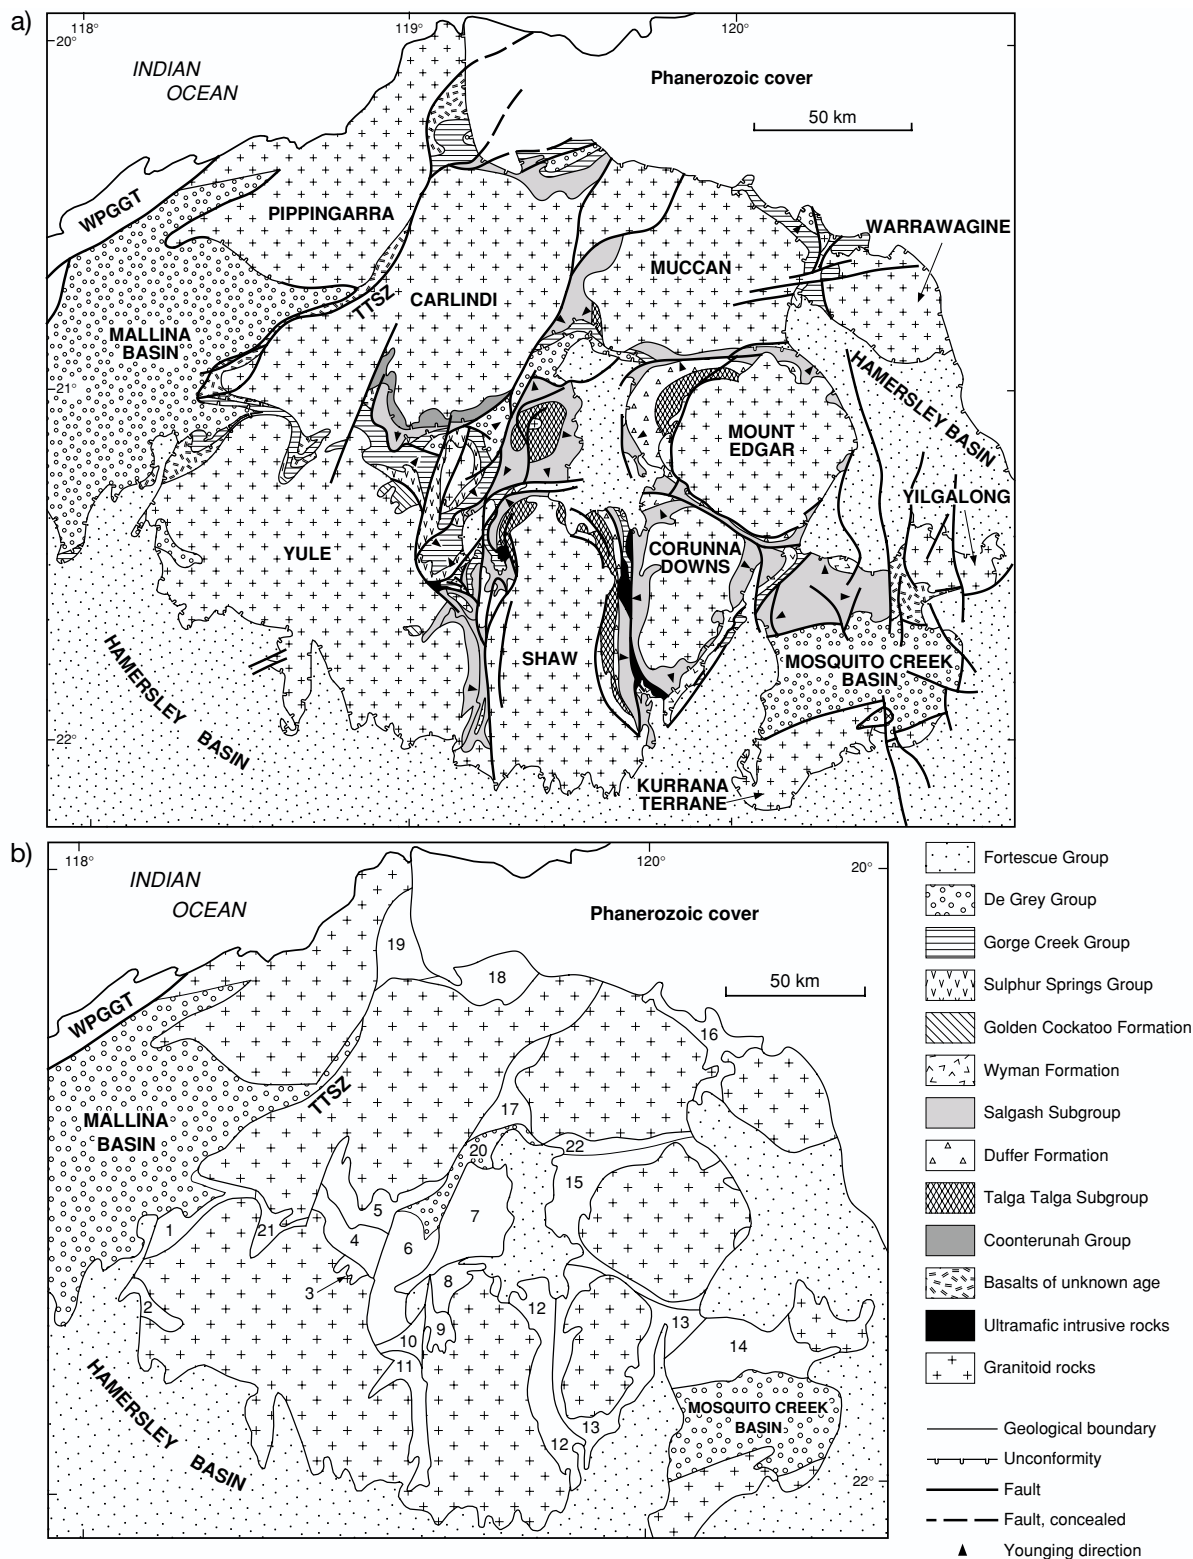 a)
118°
119°
120°
20°
INDIAN
OCEAN
Phanerozoic cover
50 km
WPGGT
PIPPINGARRA
WARRAWAGINE
MUCCAN
CARLINDI
TTSZ
MALLINA
BASIN
21°
HAMERSLEY BASIN
MOUNT
EDGAR
YILGALONG
YULE
CORUNNA
DOWNS
SHAW
MOSQUITO CREEK
BASIN
HAMERSLEY
BASIN
22°
KURRANA
TERRANE
b)
118°
120°
20°
INDIAN
OCEAN
Phanerozoic cover
19
18
50 km
WPGGT
16
TTSZ
17
MALLINA
BASIN
22
20
15
5
7
1
21
4
6
3
8
2
12
9
13
10
14
11
HAMERSLEY
BASIN
MOSQUITO CREEK
BASIN
13
12
22°
Fortescue Group
De Grey Group
Gorge Creek Group
Sulphur Springs Group
Golden Cockatoo Formation
Wyman Formation
Salgash Subgroup
Duffer Formation
Talga Talga Subgroup
Coonterunah Group
Basalts of unknown age
Ultramafic intrusive rocks
Granitoid rocks
Geological boundary
Unconformity
Fault
Fault, concealed
Younging direction